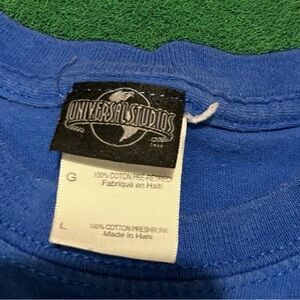 UNIVERSAL STUDIOS
G
100% COTON PRE-RETRECI
Fabriqué en Haiti
L
100% COTTON PRESHRUNK
Made in Haiti